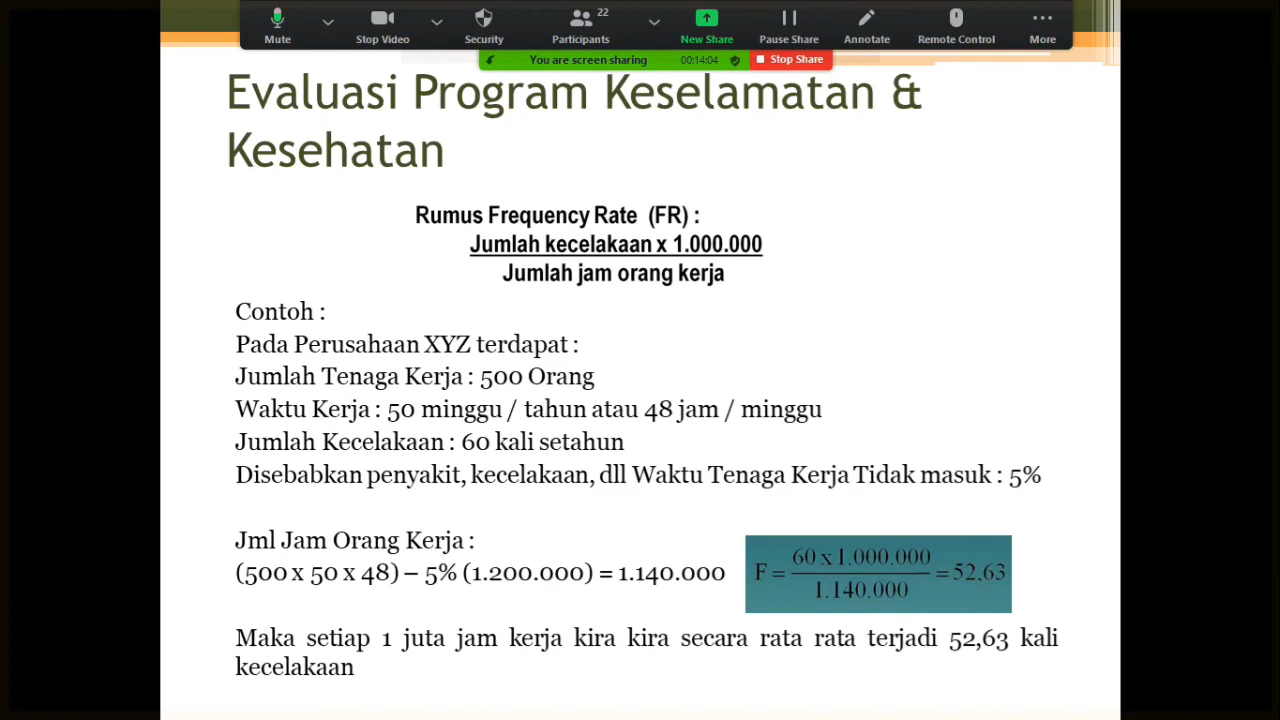 22
Mute
Stop Video
Security
Participants
New Share
Pause Share
Annotate
Remote Control
More
You are screen sharing
00:14:04
Stop Share
Evaluasi Program Keselamatan &
Kesehatan
Rumus Frequency Rate (FR) :
Jumlah kecelakaan x 1.000.000
Jumlah jam orang kerja
Contoh :
Pada Perusahaan XYZ terdapat :
Jumlah Tenaga Kerja : 500 Orang
Waktu Kerja : 50 minggu / tahun atau 48 jam / minggu
Jumlah Kecelakaan : 60 kali setahun
Disebabkan penyakit, kecelakaan, dll Waktu Tenaga Kerja Tidak masuk : 5%
Jml Jam Orang Kerja :
(500 x 50 x 48) – 5% (1.200.000) = 1.140.000
60 x 1.000.000
F = = 52,63
1.140.000
Maka setiap 1 juta jam kerja kira kira secara rata rata terjadi 52,63 kali
kecelakaan